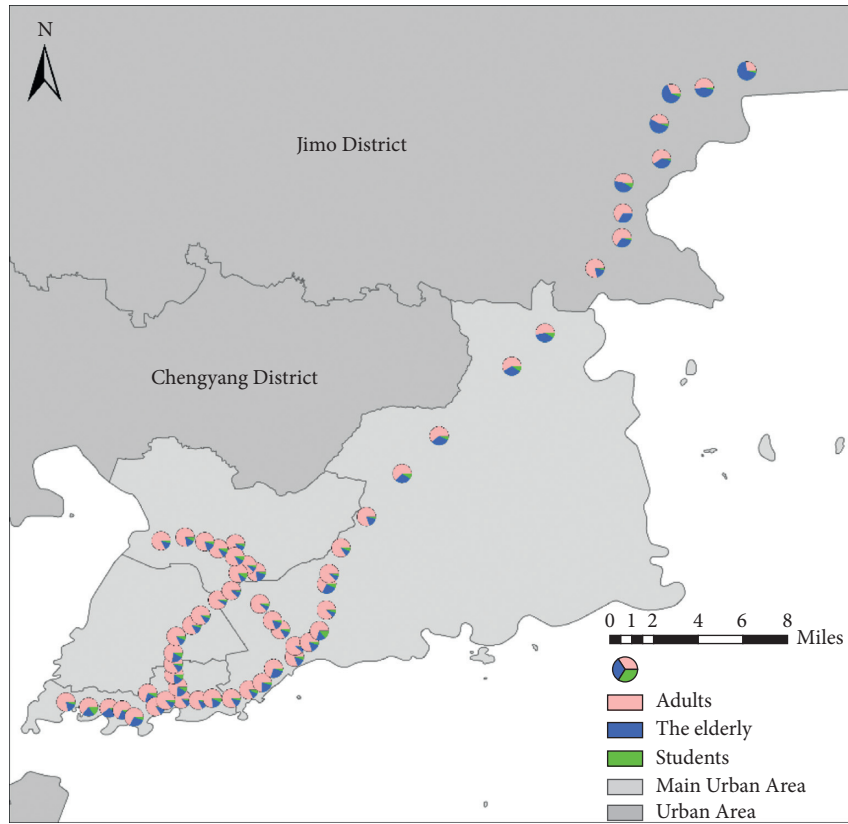 N
Jimo District
Chengyang District
0 1 2 4 6 8
Miles
Adults
The elderly
Students
Main Urban Area
Urban Area